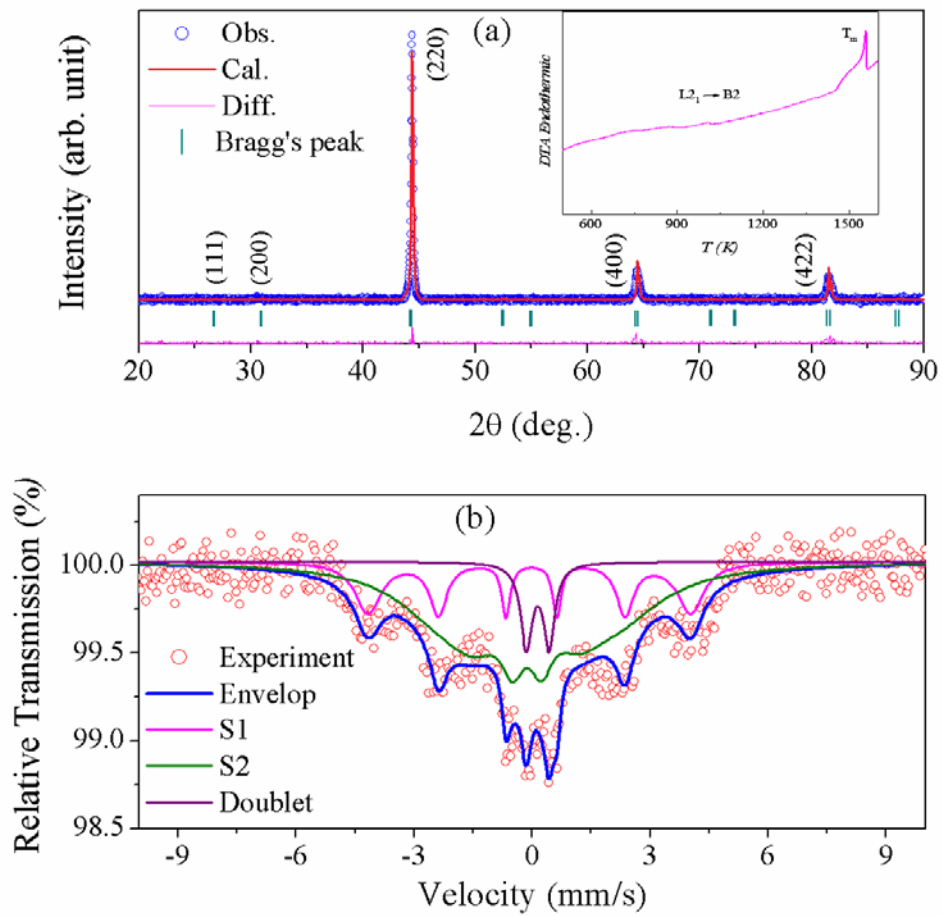 (a)
Obs.
Cal.
Diff.
Bragg's peak
(111)
(200)
(220)
(400)
(422)
Intensity (arb. unit)
20 30 40 50 60 70 80 90
2θ (deg.)
DTA Endothermic
L2₁ → B2
Tₘ
600 900 1200 1500
T (K)
(b)
Relative Transmission (%)
100.0
99.5
99.0
98.5
Experiment
Envelop
S1
S2
Doublet
-9 -6 -3 0 3 6 9
Velocity (mm/s)